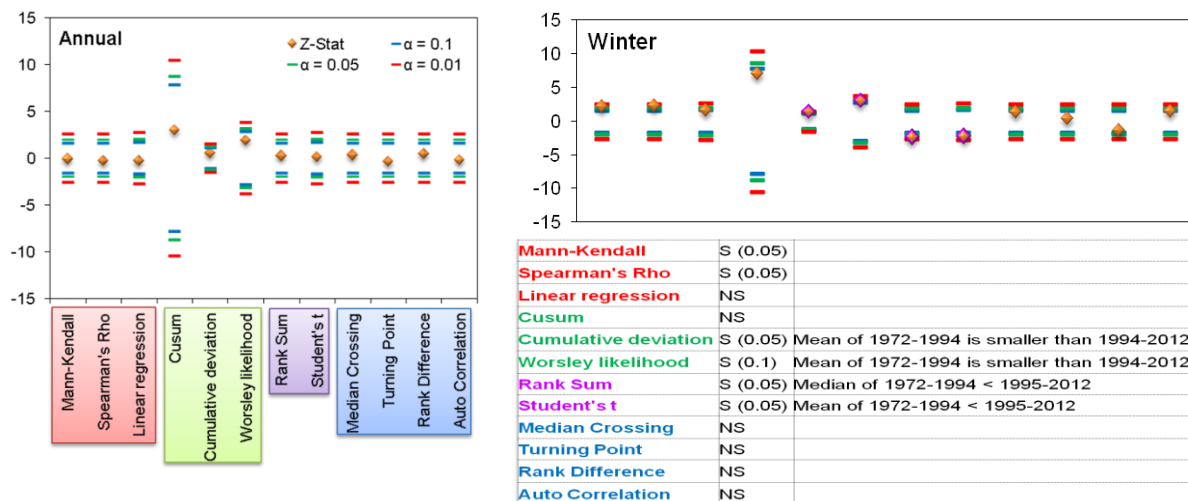 15
10
5
0
-5
-10
-15
Annual
Z-Stat
α = 0.1
α = 0.05
α = 0.01
Mann-Kendall
Spearman's Rho
Linear regression
Cusum
Cumulative deviation
Worsley likelihood
Rank Sum
Student's t
Median Crossing
Turning Point
Rank Difference
Auto Correlation
15
10
5
0
-5
-10
-15
Winter
Mann-Kendall S (0.05)
Spearman's Rho S (0.05)
Linear regression NS
Cusum NS
Cumulative deviation S (0.05) Mean of 1972-1994 is smaller than 1994-2012
Worsley likelihood S (0.1) Mean of 1972-1994 is smaller than 1994-2012
Rank Sum S (0.05) Median of 1972-1994 < 1995-2012
Student's t S (0.05) Mean of 1972-1994 < 1995-2012
Median Crossing NS
Turning Point NS
Rank Difference NS
Auto Correlation NS